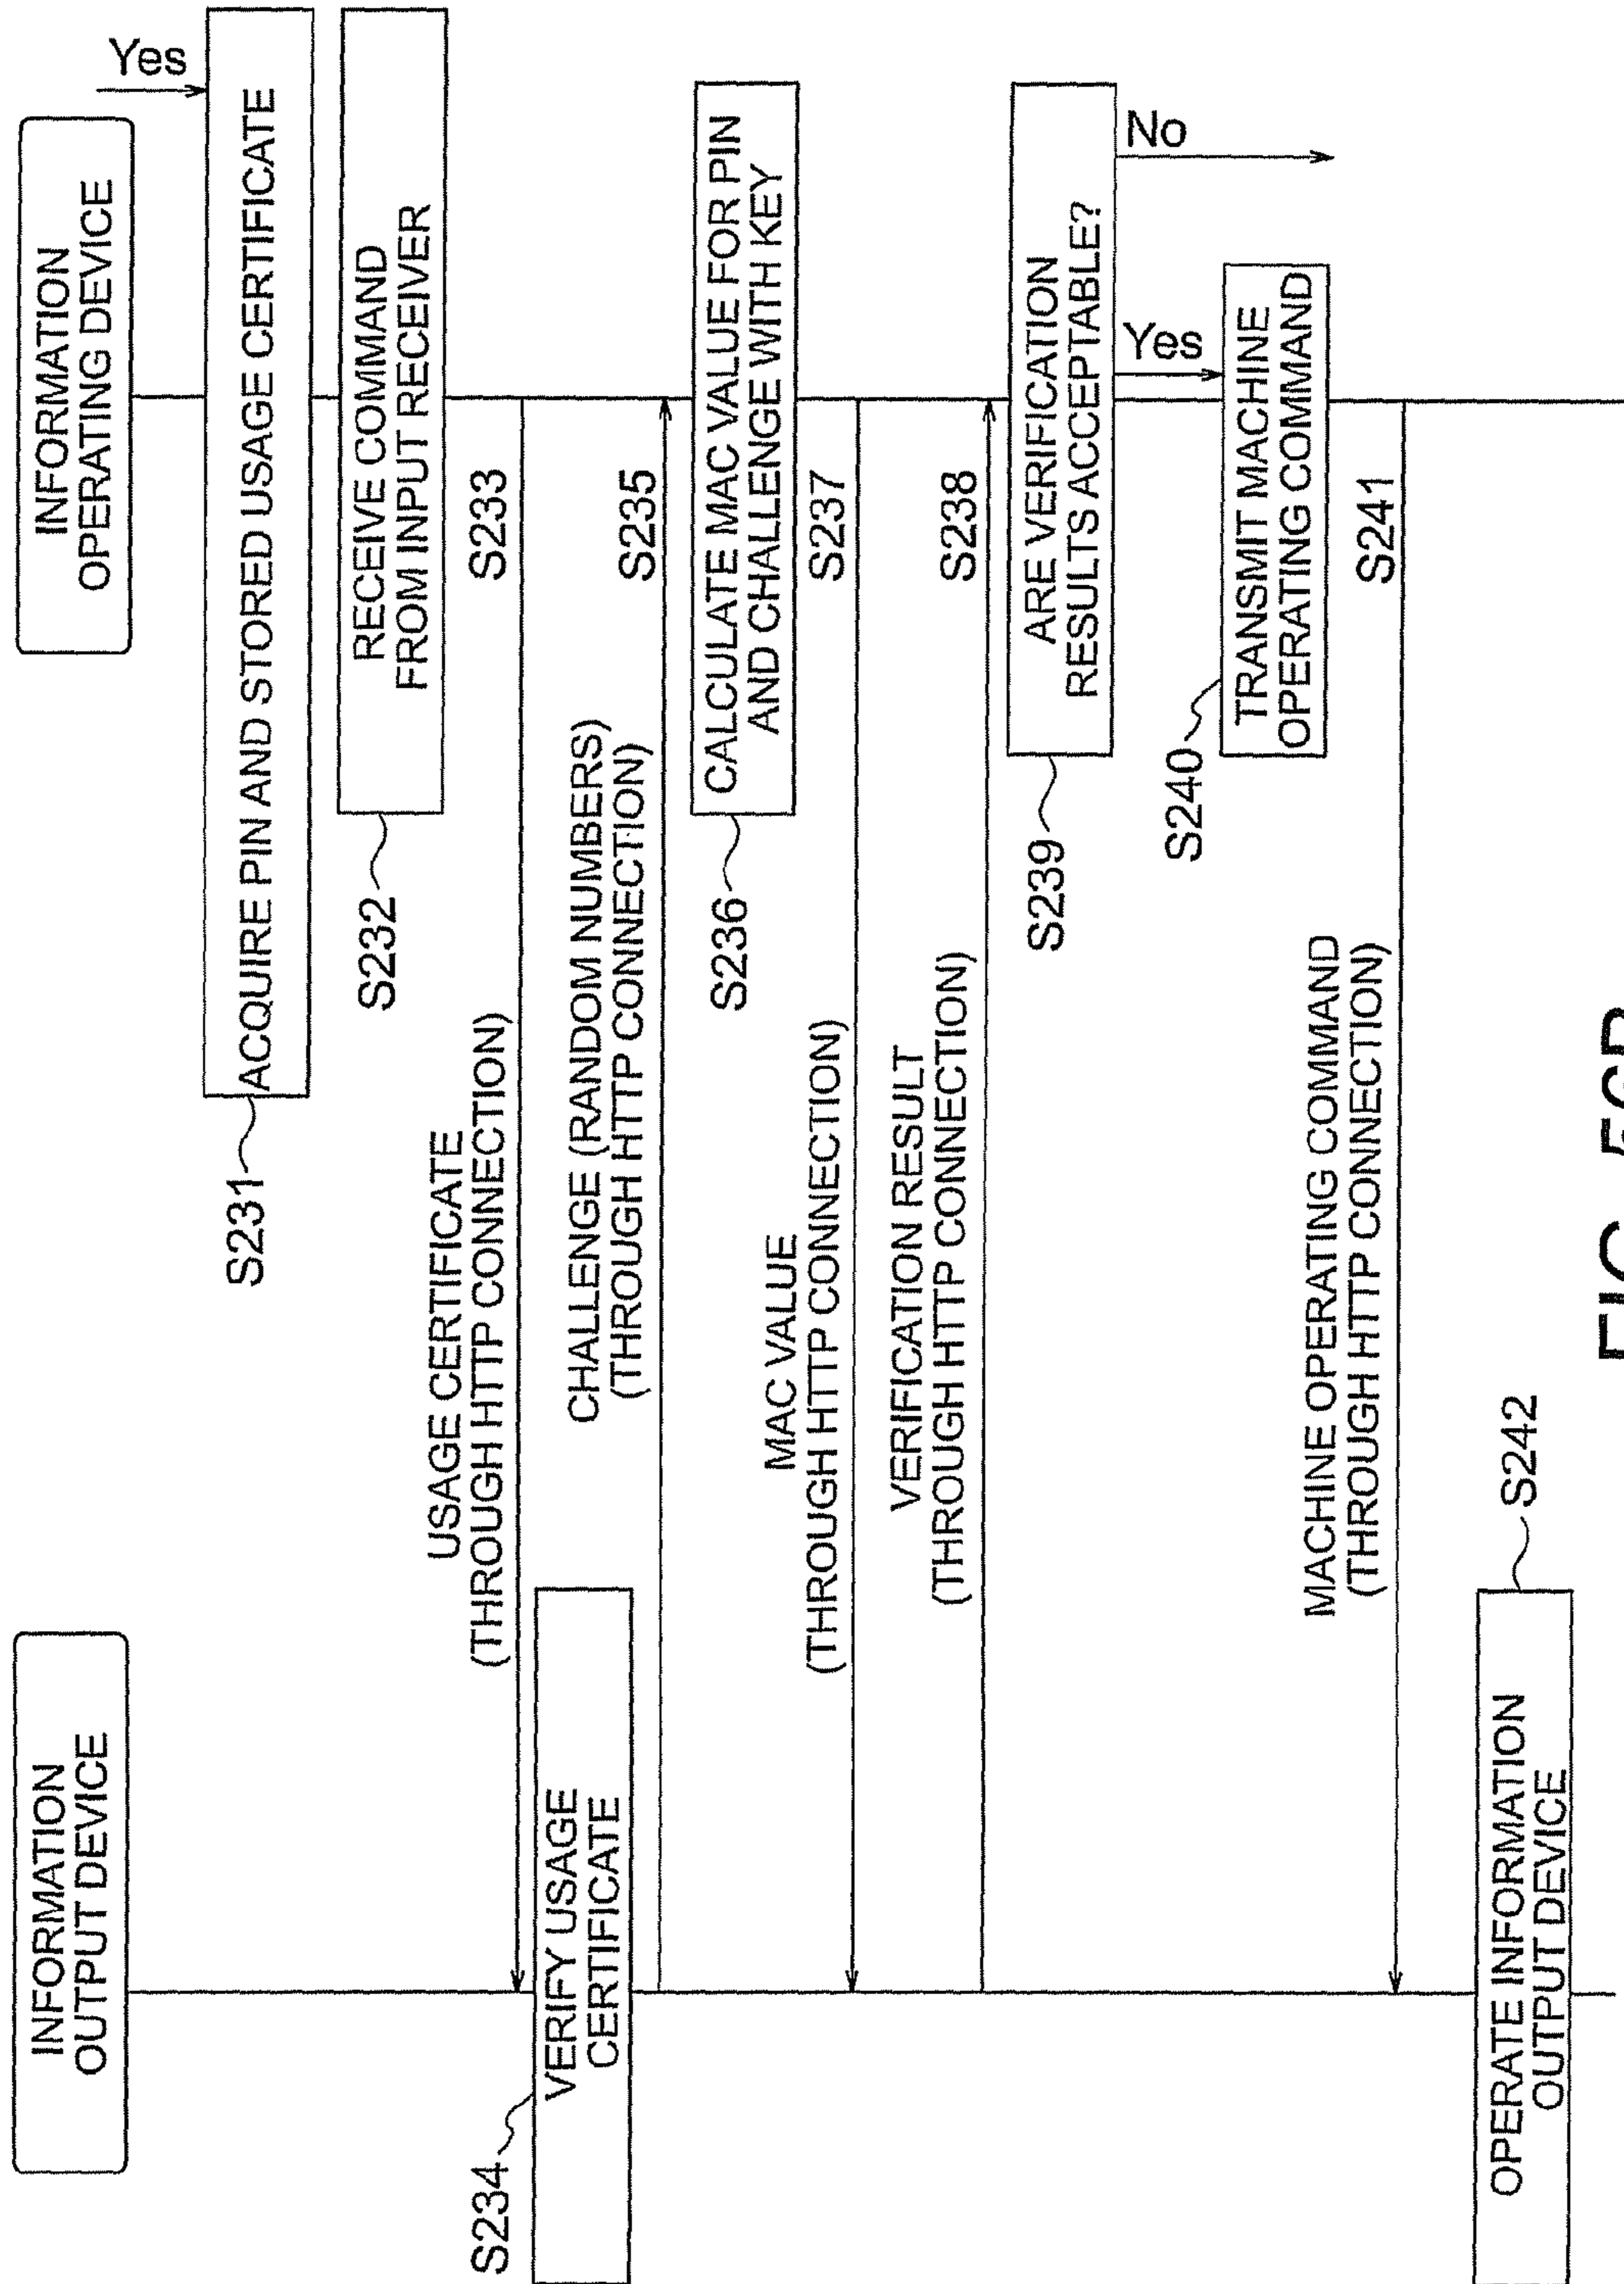 INFORMATION
OUTPUT DEVICE
INFORMATION
OPERATING DEVICE
Yes
S231
ACQUIRE PIN AND STORED USAGE CERTIFICATE
S232
RECEIVE COMMAND
FROM INPUT RECEIVER
USAGE CERTIFICATE
(THROUGH HTTP CONNECTION)
S233
S234
VERIFY USAGE
CERTIFICATE
CHALLENGE (RANDOM NUMBERS)
(THROUGH HTTP CONNECTION)
S235
S236
CALCULATE MAC VALUE FOR PIN
AND CHALLENGE WITH KEY
MAC VALUE
(THROUGH HTTP CONNECTION)
S237
VERIFICATION RESULT
(THROUGH HTTP CONNECTION)
S238
S239
ARE VERIFICATION
RESULTS ACCEPTABLE?
Yes
No
S240
TRANSMIT MACHINE
OPERATING COMMAND
MACHINE OPERATING COMMAND
(THROUGH HTTP CONNECTION)
S241
OPERATE INFORMATION
OUTPUT DEVICE
S242
FIG